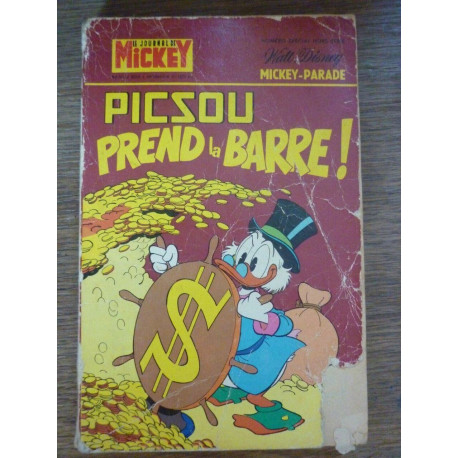 LE JOURNAL DE
MICKEY
Walt Disney
MICKEY-PARADE
PICSOU
PREND la BARRE!
$